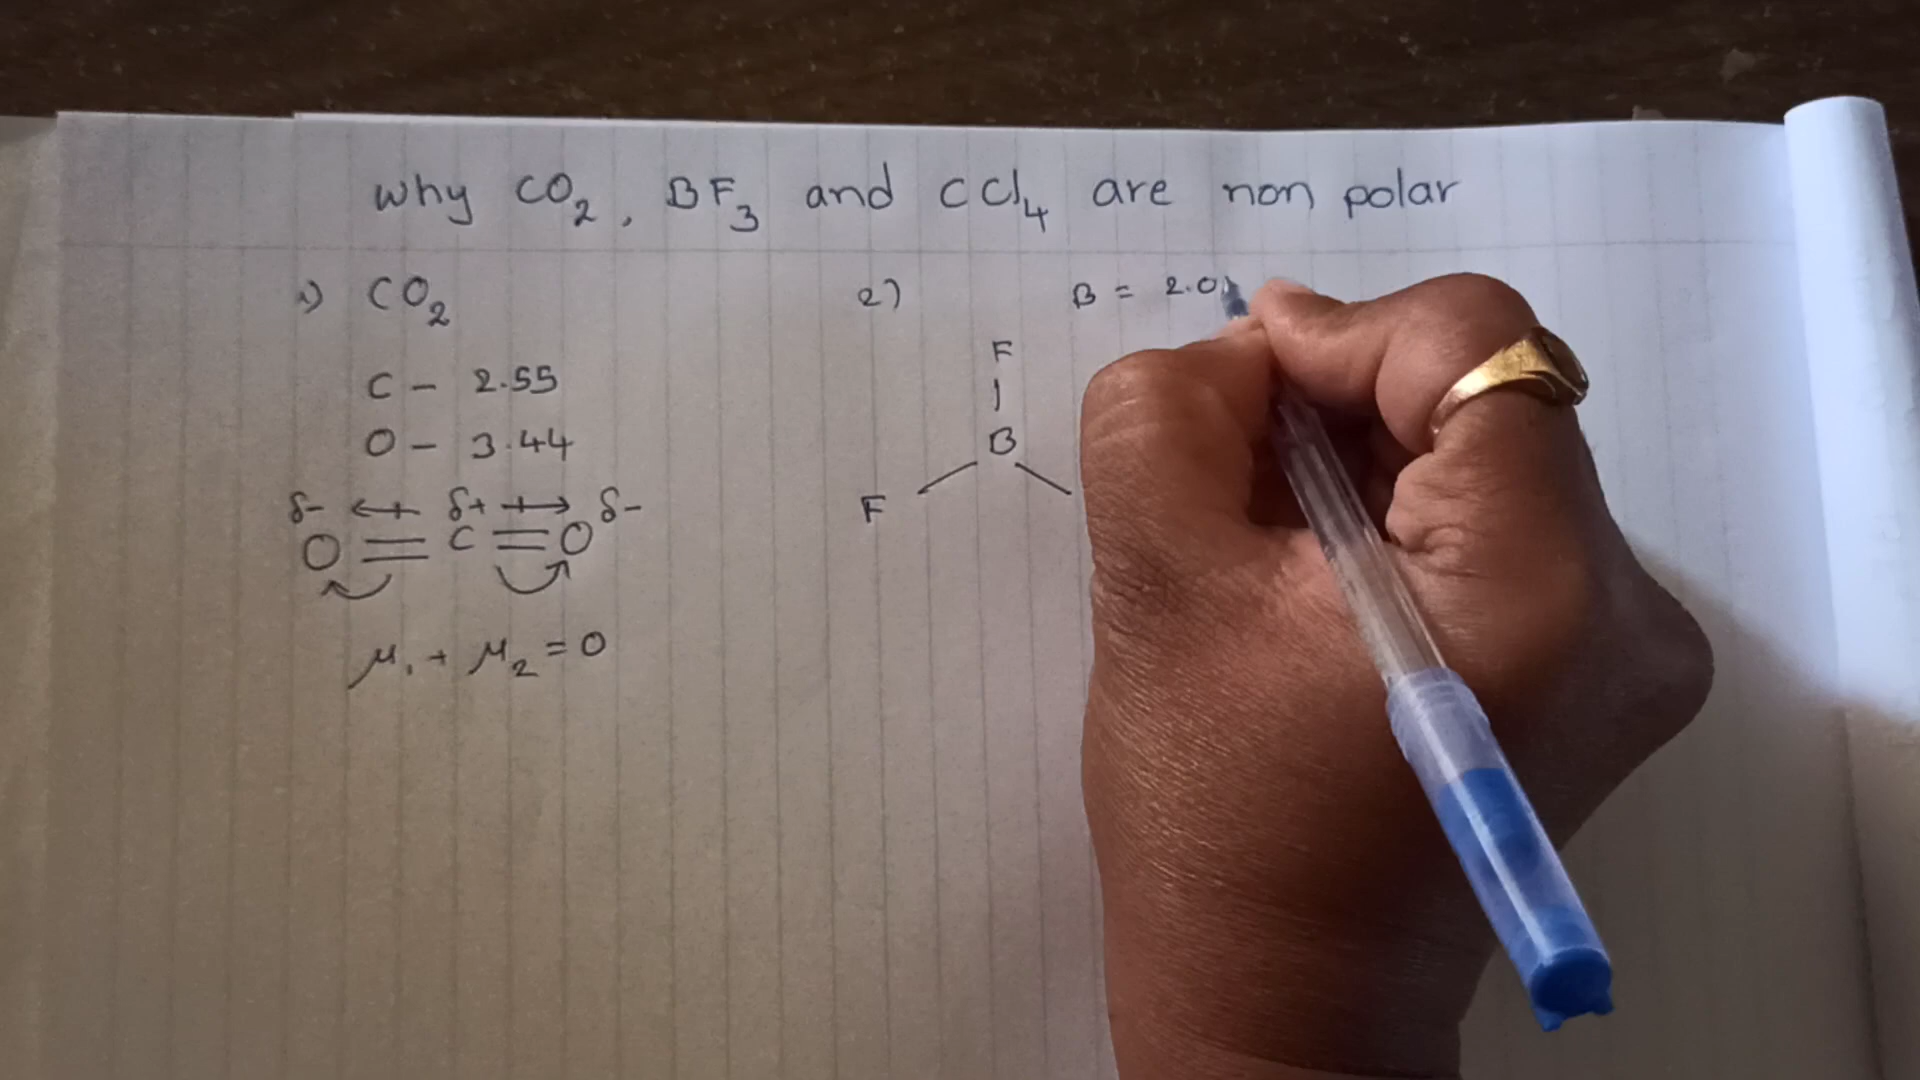 Why CO2, BF3 and CCl4 are non polar
1) CO2
C - 2.55
O - 3.44
δ- ← δ+ → δ-
O = C = O
μ1 + μ2 = 0
2)
B = 2.0
F
B
F